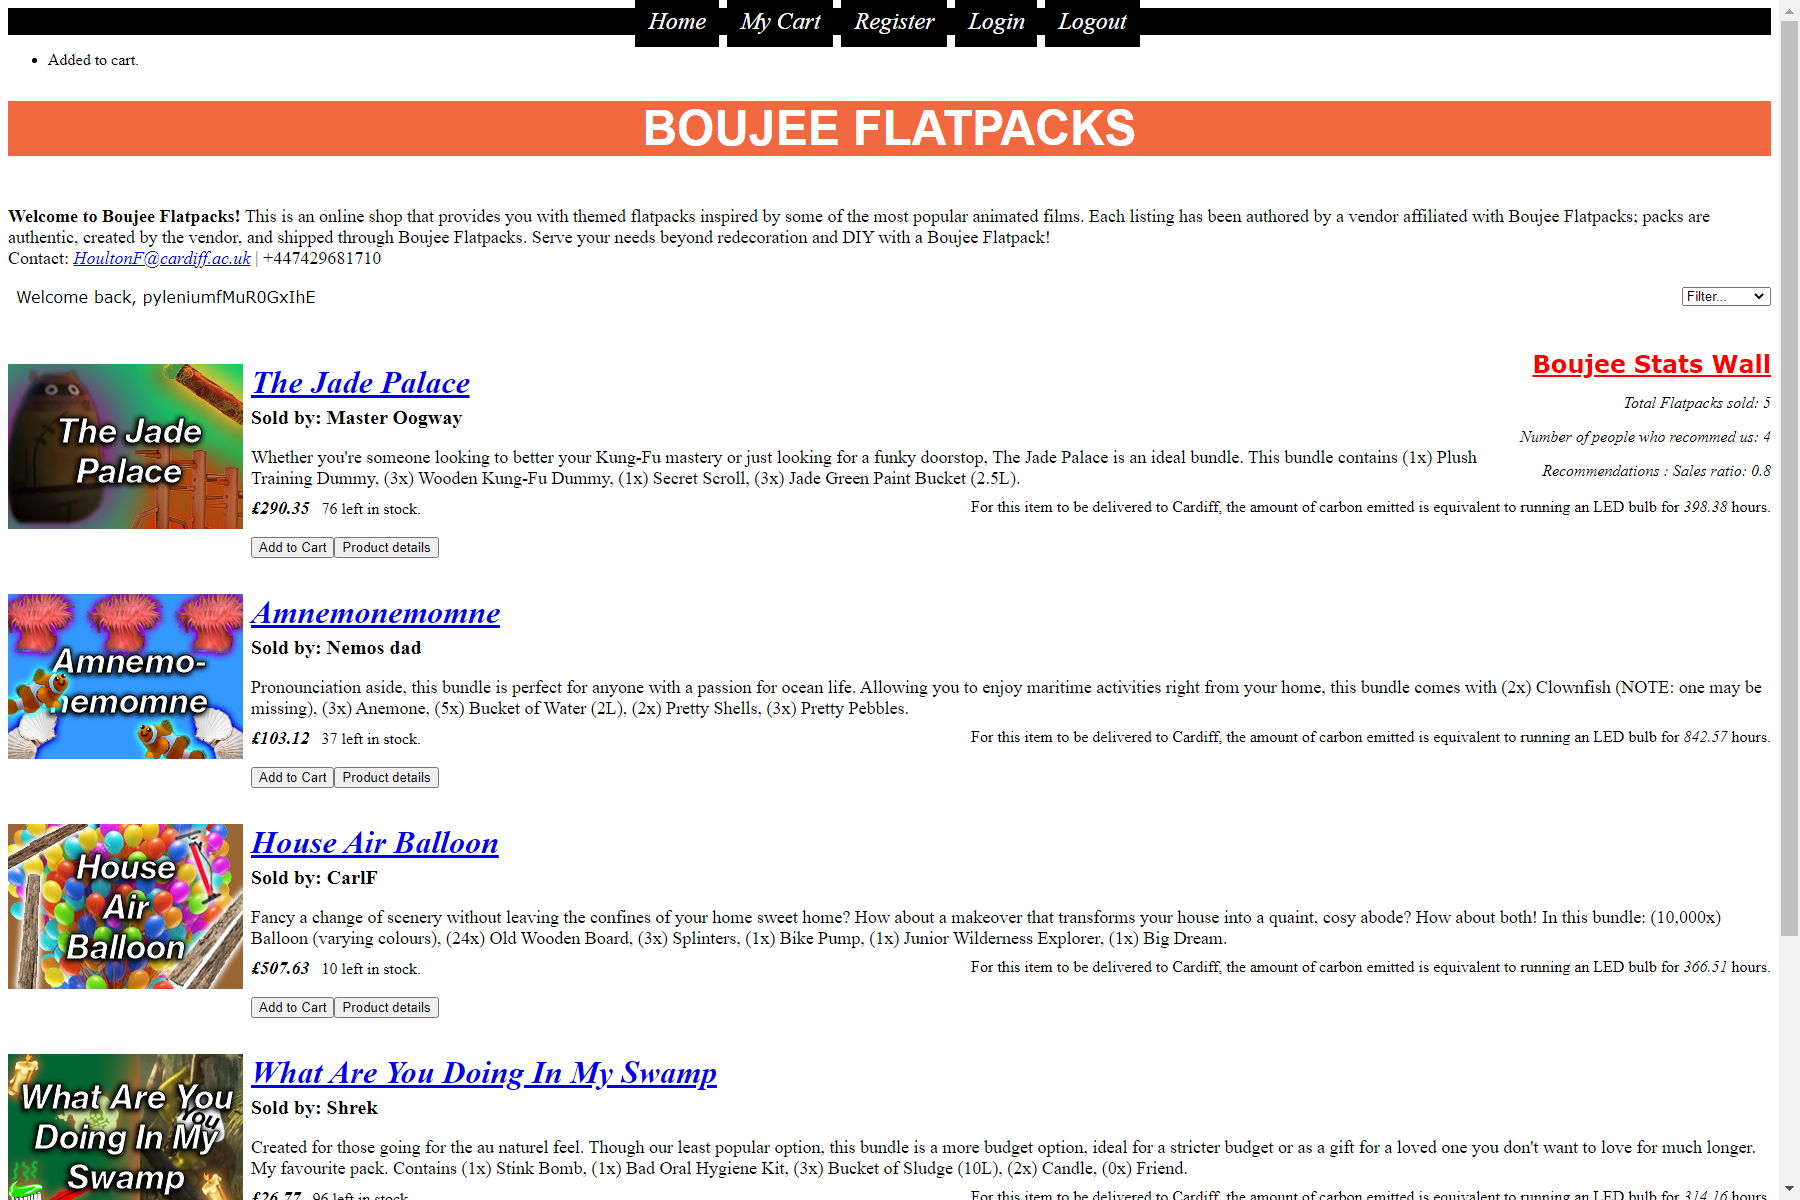 Home My Cart Register Login Logout
Added to cart.
BOUJEE FLATPACKS
Welcome to Boujee Flatpacks! This is an online shop that provides you with themed flatpacks inspired by some of the most popular animated films. Each listing has been authored by a vendor affiliated with Boujee Flatpacks; packs are
authentic, created by the vendor, and shipped through Boujee Flatpacks. Serve your needs beyond redecoration and DIY with a Boujee Flatpack!
Contact: HoultonF@cardiff.ac.uk | +447429681710
Welcome back, pyleniumfMuR0GxIhE
Filter...
Boujee Stats Wall
Total Flatpacks sold: 5
Number of people who recommed us: 4
Recommendations : Sales ratio: 0.8
The Jade
Palace
The Jade Palace
Sold by: Master Oogway
Whether you're someone looking to better your Kung-Fu mastery or just looking for a funky doorstop, The Jade Palace is an ideal bundle. This bundle contains (1x) Plush
Training Dummy, (3x) Wooden Kung-Fu Dummy, (1x) Secret Scroll, (3x) Jade Green Paint Bucket (2.5L).
£290.35 76 left in stock.
For this item to be delivered to Cardiff, the amount of carbon emitted is equivalent to running an LED bulb for 398.38 hours.
Add to Cart Product details
Amnemo-
nemomne
Amnemonemomne
Sold by: Nemos dad
Pronounciation aside, this bundle is perfect for anyone with a passion for ocean life. Allowing you to enjoy maritime activities right from your home, this bundle comes with (2x) Clownfish (NOTE: one may be
missing), (3x) Anemone, (5x) Bucket of Water (2L), (2x) Pretty Shells, (3x) Pretty Pebbles.
£103.12 37 left in stock.
For this item to be delivered to Cardiff, the amount of carbon emitted is equivalent to running an LED bulb for 842.57 hours.
Add to Cart Product details
House
Air
Balloon
House Air Balloon
Sold by: CarlF
Fancy a change of scenery without leaving the confines of your home sweet home? How about a makeover that transforms your house into a quaint, cosy abode? How about both! In this bundle: (10,000x)
Balloon (varying colours), (24x) Old Wooden Board, (3x) Splinters, (1x) Bike Pump, (1x) Junior Wilderness Explorer, (1x) Big Dream.
£507.63 10 left in stock.
For this item to be delivered to Cardiff, the amount of carbon emitted is equivalent to running an LED bulb for 366.51 hours.
Add to Cart Product details
What Are You
You
Doing In My
Swamp
What Are You Doing In My Swamp
Sold by: Shrek
Created for those going for the au naturel feel. Though our least popular option, this bundle is a more budget option, ideal for a stricter budget or as a gift for a loved one you don't want to love for much longer.
My favourite pack. Contains (1x) Stink Bomb, (1x) Bad Oral Hygiene Kit, (3x) Bucket of Sludge (10L), (2x) Candle, (0x) Friend.
£26.77 96 left in stock.
For this item to be delivered to Cardiff, the amount of carbon emitted is equivalent to running an LED bulb for 314.16 hours.